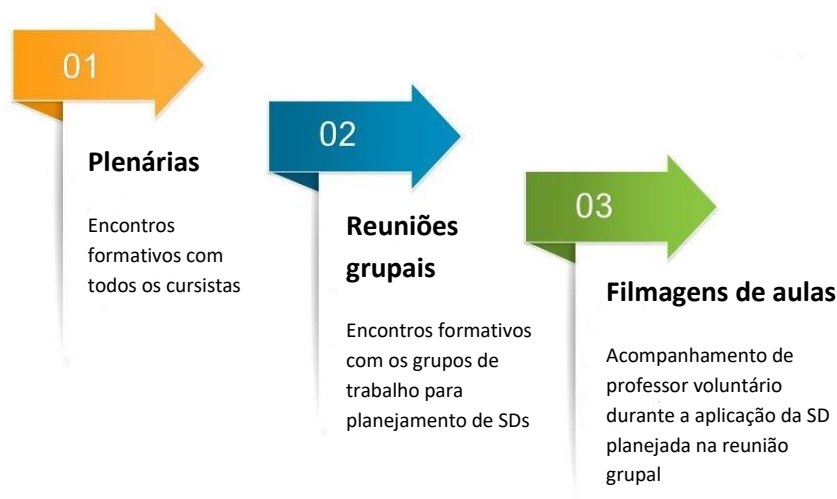 01
Plenárias
Encontros
formativos com
todos os cursistas
02
Reuniões
grupais
Encontros formativos
com os grupos de
trabalho para
planejamento de SDs
03
Filmagens de aulas
Acompanhamento de
professor voluntário
durante a aplicação da SD
planejada na reunião
grupal